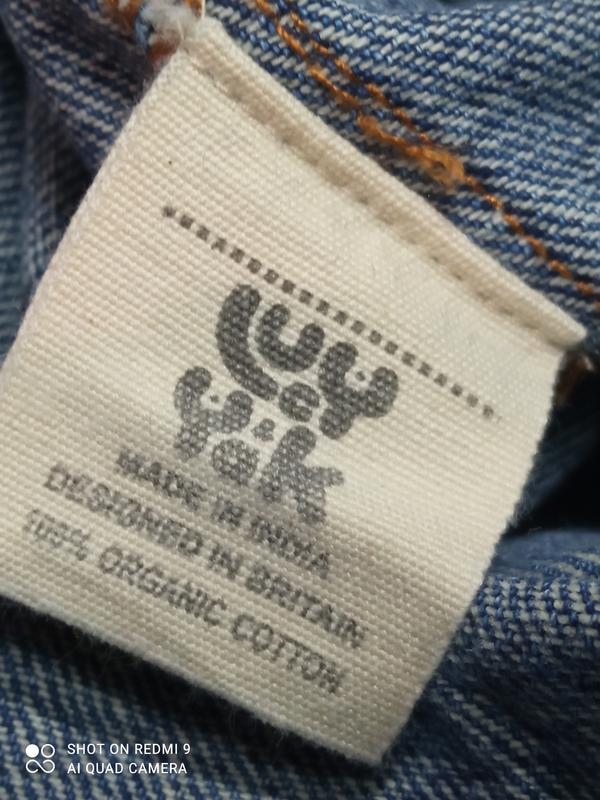 Lucy
& Yak
MADE IN INDIA
DESIGNED IN BRITAIN
100% ORGANIC COTTON
SHOT ON REDMI 9
AI QUAD CAMERA